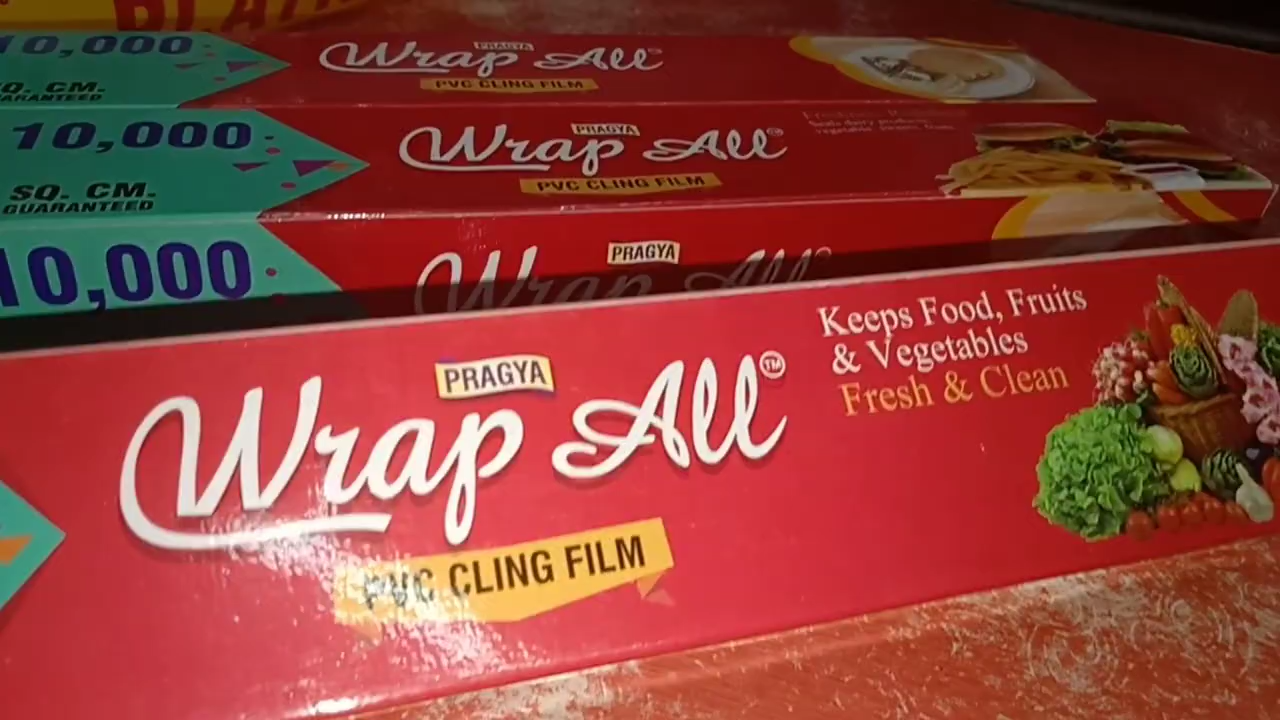 10,000
SQ. CM.
GUARANTEED
PRAGYA
Wrap All
PVC CLING FILM
10,000
SQ. CM.
GUARANTEED
PRAGYA
Wrap All
PVC CLING FILM
10,000
PRAGYA
Wrap All
PRAGYA
Wrap All™
PVC CLING FILM
Keeps Food, Fruits
& Vegetables
Fresh & Clean